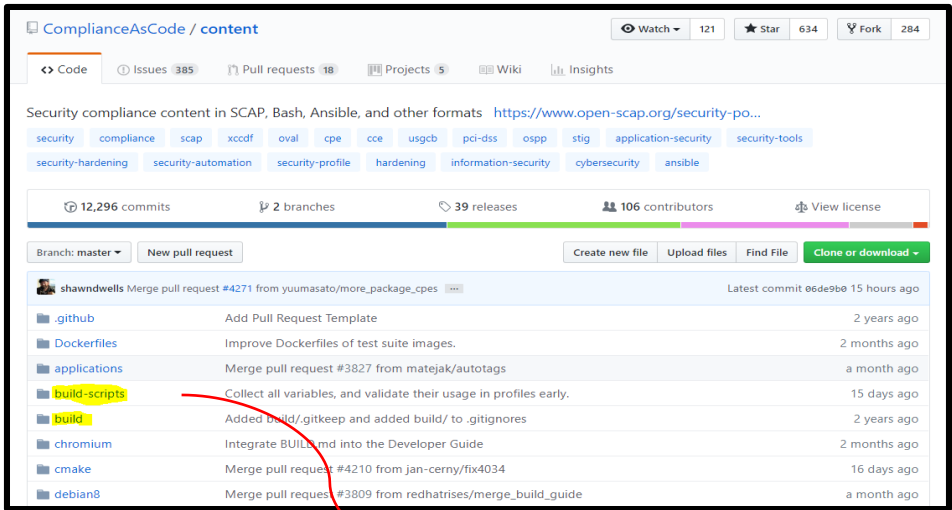 ComplianceAsCode / content
Watch 121 Star 634 Fork 284
Code Issues 385 Pull requests 18 Projects 5 Wiki Insights
Security compliance content in SCAP, Bash, Ansible, and other formats https://www.open-scap.org/security-po...
security compliance scap xccdf oval cpe cce usgcb pci-dss ospp stig application-security security-tools
security-hardening security-automation security-profile hardening information-security cybersecurity ansible
12,296 commits 2 branches 39 releases 106 contributors View license
Branch: master New pull request Create new file Upload files Find File Clone or download
shawndwells Merge pull request #4271 from yuumasato/more_package_cpes ... Latest commit 06de9b0 15 hours ago
.github Add Pull Request Template 2 years ago
Dockerfiles Improve Dockerfiles of test suite images. 2 months ago
applications Merge pull request #3827 from matejak/autotags a month ago
build-scripts Collect all variables, and validate their usage in profiles early. 15 days ago
build Added build/.gitkeep and added build/ to .gitignores 2 years ago
chromium Integrate BUILD.md into the Developer Guide 2 months ago
cmake Merge pull request #4210 from jan-cerny/fix4034 16 days ago
debian8 Merge pull request #3809 from redhatrises/merge_build_guide a month ago